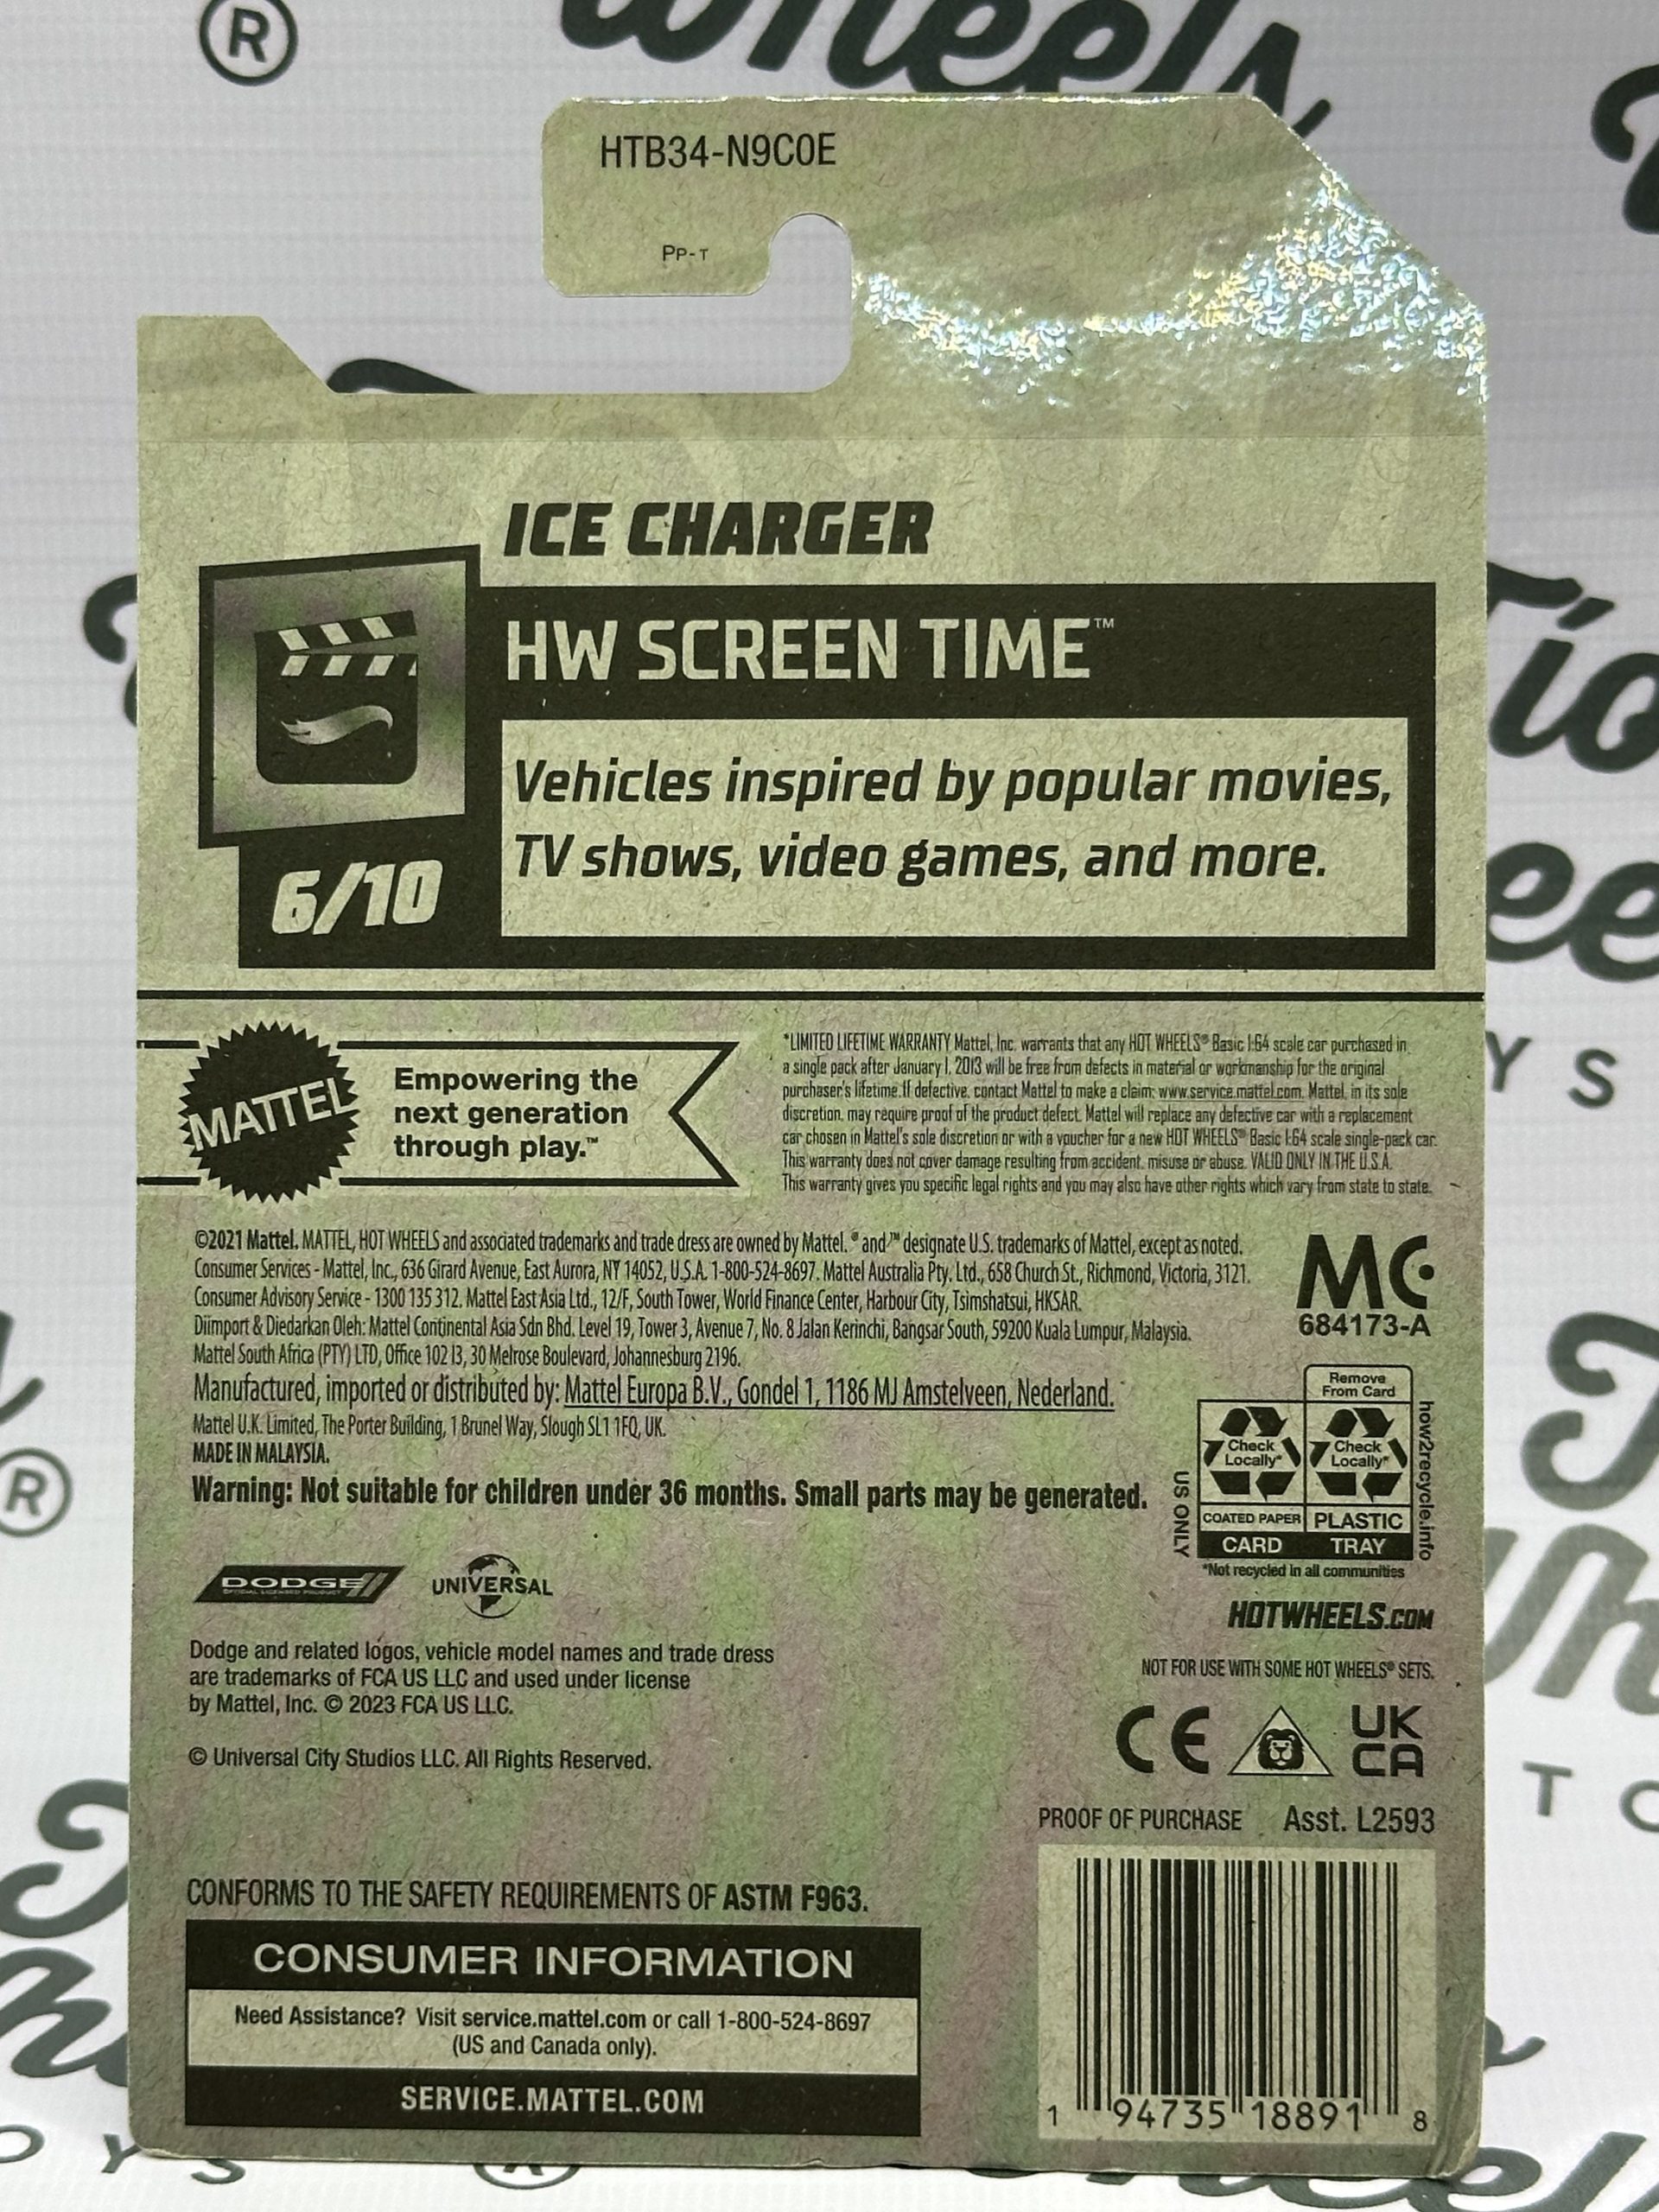 Wheels
®
HTB34-N9C0E
PP-T
ICE CHARGER
HW SCREEN TIME™
Vehicles inspired by popular movies,
TV shows, video games, and more.
6/10
MATTEL
Empowering the
next generation
through play.™
*LIMITED LIFETIME WARRANTY Mattel, Inc. warrants that any HOT WHEELS® Basic 1:64 scale car purchased in
a single pack after January 1, 2013 will be free from defects in material or workmanship for the original
purchaser's lifetime. If defective, contact Mattel to make a claim: www.service.mattel.com. Mattel, in its sole
discretion, may require proof of the product defect. Mattel will replace any defective car with a replacement
car chosen in Mattel's sole discretion or with a voucher for a new HOT WHEELS® Basic 1:64 scale single-pack car.
This warranty does not cover damage resulting from accident, misuse or abuse. VALID ONLY IN THE U.S.A.
This warranty gives you specific legal rights and you may also have other rights which vary from state to state.
©2021 Mattel. MATTEL, HOT WHEELS and associated trademarks and trade dress are owned by Mattel. ® and ™ designate U.S. trademarks of Mattel, except as noted.
Consumer Services - Mattel, Inc., 636 Girard Avenue, East Aurora, NY 14052, U.S.A. 1-800-524-8697. Mattel Australia Pty. Ltd., 658 Church St., Richmond, Victoria, 3121.
Consumer Advisory Service - 1300 135 312. Mattel East Asia Ltd., 12/F, South Tower, World Finance Center, Harbour City, Tsimshatsui, HKSAR.
Diimport & Diedarkan Oleh: Mattel Continental Asia Sdn Bhd. Level 19, Tower 3, Avenue 7, No. 8 Jalan Kerinchi, Bangsar South, 59200 Kuala Lumpur, Malaysia.
Mattel South Africa (PTY) LTD, Office 102 I3, 30 Melrose Boulevard, Johannesburg 2196.
Manufactured, imported or distributed by: Mattel Europa B.V., Gondel 1, 1186 MJ Amstelveen, Nederland.
Mattel U.K. Limited, The Porter Building, 1 Brunel Way, Slough SL1 1FQ, UK.
MADE IN MALAYSIA.
Warning: Not suitable for children under 36 months. Small parts may be generated.
MC
684173-A
Remove
From Card
Check
Locally*
Check
Locally*
COATED PAPER
PLASTIC
CARD
TRAY
US ONLY
how2recycle.info
*Not recycled in all communities
DODGE
OFFICIAL LICENSED PRODUCT
UNIVERSAL
HOTWHEELS.COM
Dodge and related logos, vehicle model names and trade dress
are trademarks of FCA US LLC and used under license
by Mattel, Inc. © 2023 FCA US LLC.
NOT FOR USE WITH SOME HOT WHEELS® SETS.
© Universal City Studios LLC. All Rights Reserved.
CE
UK
CA
PROOF OF PURCHASE Asst. L2593
CONFORMS TO THE SAFETY REQUIREMENTS OF ASTM F963.
CONSUMER INFORMATION
Need Assistance? Visit service.mattel.com or call 1-800-524-8697
(US and Canada only).
SERVICE.MATTEL.COM
1 94735 18891 8